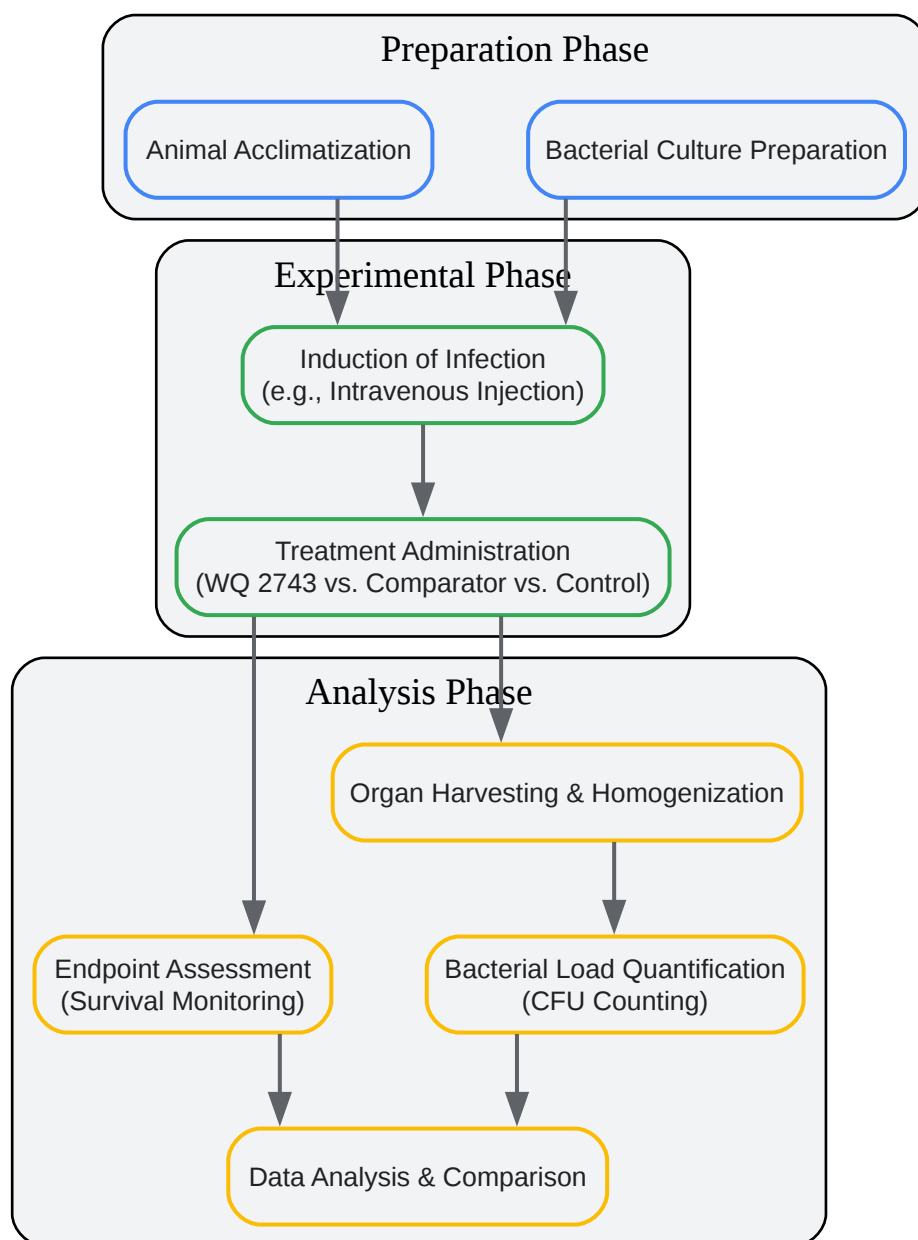 Preparation Phase
Animal Acclimatization
Bacterial Culture Preparation
Experimental Phase
Induction of Infection
(e.g., Intravenous Injection)
Treatment Administration
(WQ 2743 vs. Comparator vs. Control)
Analysis Phase
Organ Harvesting & Homogenization
Endpoint Assessment
(Survival Monitoring)
Bacterial Load Quantification
(CFU Counting)
Data Analysis & Comparison